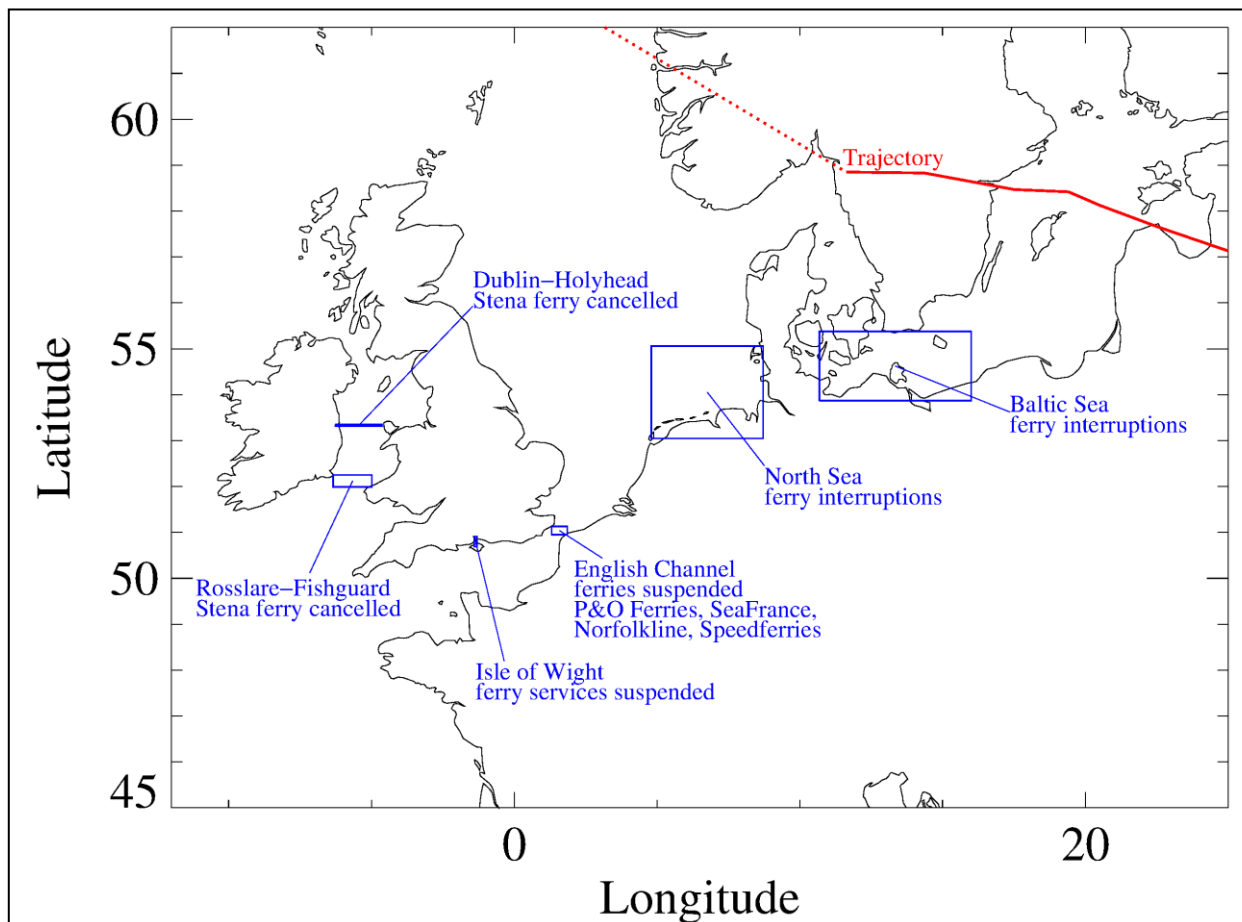 60
Trajectory
Dublin–Holyhead
Stena ferry cancelled
55
Latitude
Baltic Sea
ferry interruptions
North Sea
ferry interruptions
Rosslare–Fishguard
Stena ferry cancelled
English Channel
ferries suspended
P&O Ferries, SeaFrance,
Norfolkline, Speedferries
50
Isle of Wight
ferry services suspended
45
0
20
Longitude